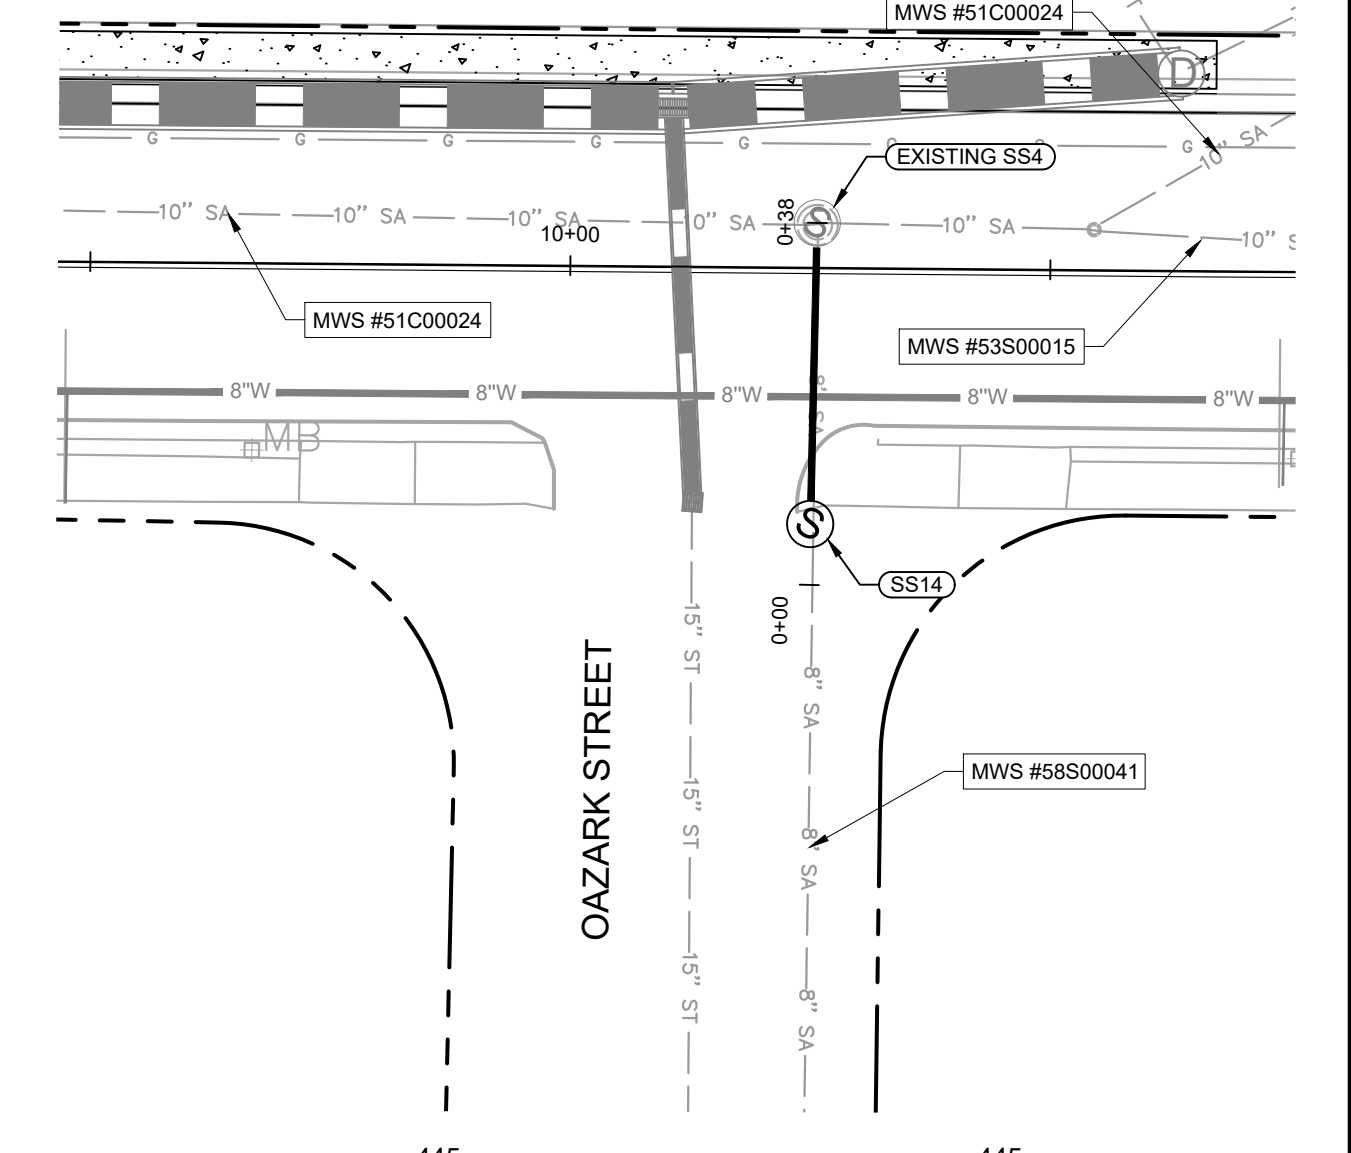 MWS #51C00024
D
G G G G G G G G
10" SA
EXISTING SS4
10" SA 10" SA 10" SA 0" SA S 10" SA 10" S
0+38
10+00
MWS #51C00024
MWS #53S00015
8" SA
8"W 8"W 8"W 8"W 8"W
MB
S
SS14
0+00
15" ST
8" SA
OAZARK STREET
MWS #58S00041
15" ST
8" SA
15" ST
8" SA